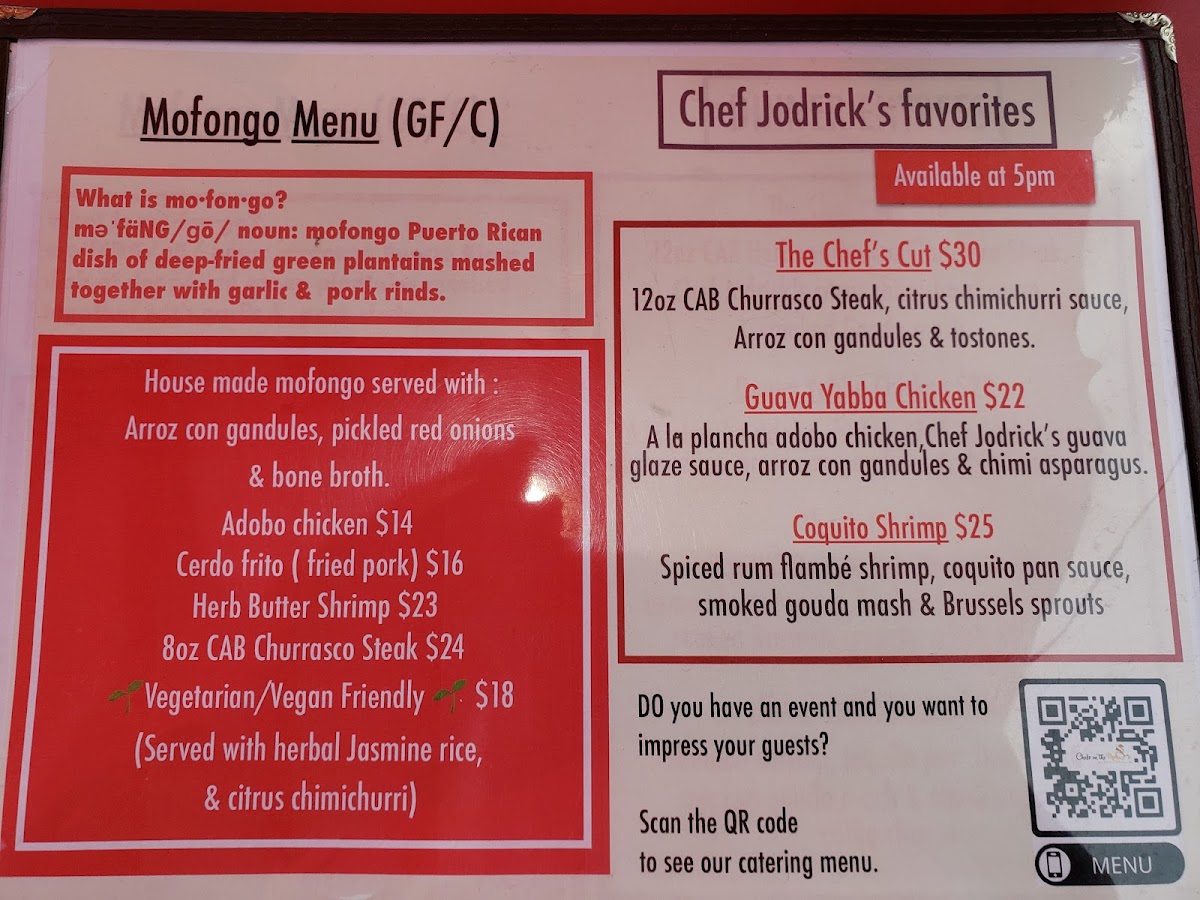 Mofongo Menu (GF/C)
What is mo·fon·go?
məˈfäNG/gō/ noun: mofongo Puerto Rican
dish of deep-fried green plantains mashed
together with garlic & pork rinds.
House made mofongo served with :
Arroz con gandules, pickled red onions
& bone broth.
Adobo chicken $14
Cerdo frito ( fried pork) $16
Herb Butter Shrimp $23
8oz CAB Churrasco Steak $24
Vegetarian/Vegan Friendly $18
(Served with herbal Jasmine rice,
& citrus chimichurri)
Chef Jodrick's favorites
Available at 5pm
The Chef's Cut $30
12oz CAB Churrasco Steak, citrus chimichurri sauce,
Arroz con gandules & tostones.
Guava Yabba Chicken $22
A la plancha adobo chicken,Chef Jodrick's guava
glaze sauce, arroz con gandules & chimi asparagus.
Coquito Shrimp $25
Spiced rum flambé shrimp, coquito pan sauce,
smoked gouda mash & Brussels sprouts
DO you have an event and you want to
impress your guests?
Scan the QR code
to see our catering menu.
MENU